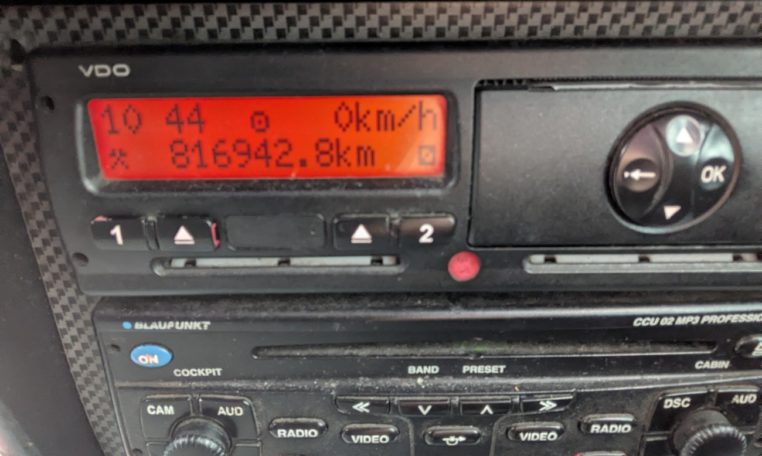 VDO
10 44 0km/h
816942.8km
OK
1 2
BLAUPUNKT CCU 02 MP3
ON COCKPIT BAND PRESET CABIN
CAM AUD DSC AUD
RADIO VIDEO VIDEO RADIO